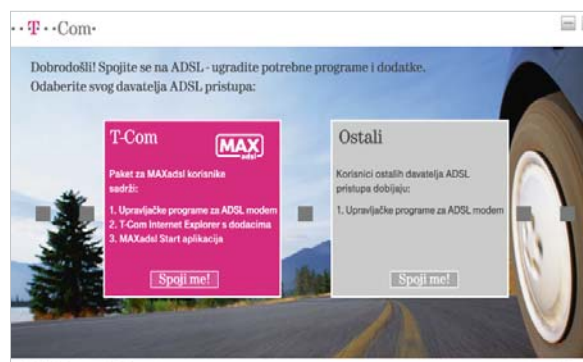 ··T··Com·
Dobrodošli! Spojite se na ADSL - ugradite potrebne programe i dodatke.
Odaberite svog davatelja ADSL pristupa:
T-Com
MAX
adsl
Paket za MAXadsl korisnike
sadrži:
1. Upravljačke programe za ADSL modem
2. T-Com Internet Explorer s dodacima
3. MAXadsl Start aplikacija
Spoji me!
Ostali
Korisnici ostalih davatelja ADSL
pristupa dobijaju:
1. Upravljačke programe za ADSL modem
Spoji me!